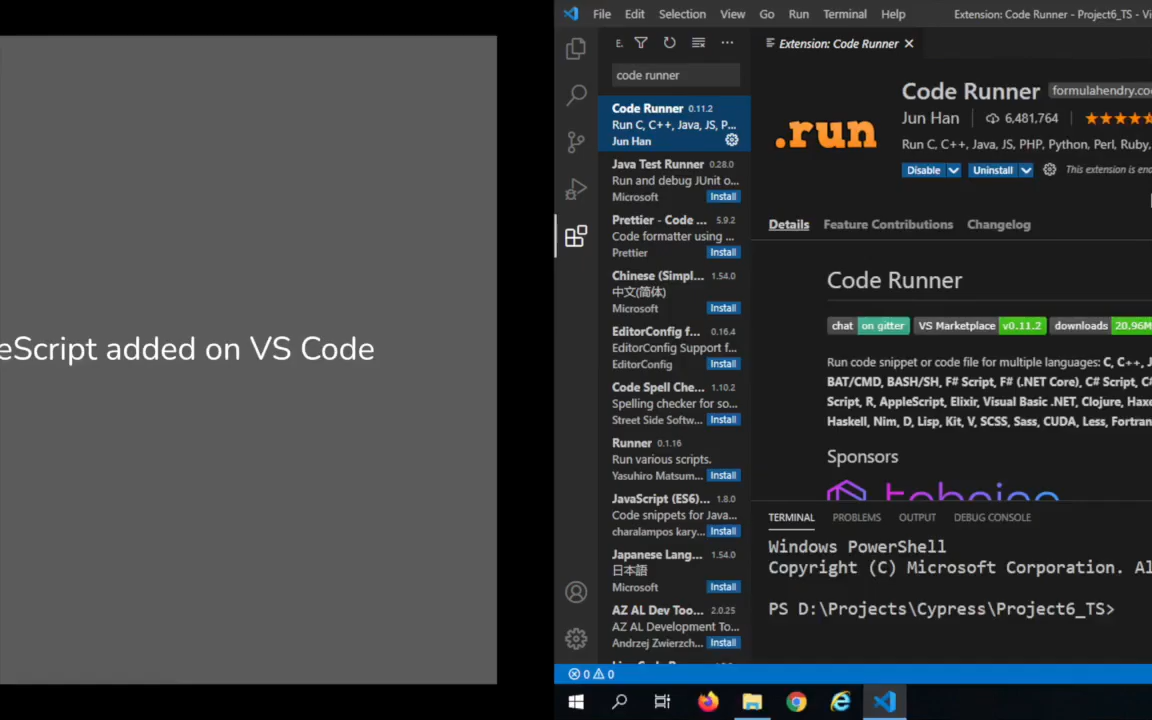 eScript added on VS Code
File Edit Selection View Go Run Terminal Help Extension: Code Runner - Project6_TS - Vi
E.
Extension: Code Runner
code runner
Code Runner 0.11.2
Run C, C++, Java, JS, P...
Jun Han
Java Test Runner 0.28.0
Run and debug JUnit o...
Microsoft Install
Prettier - Code ... 5.9.2
Code formatter using ...
Prettier Install
Chinese (Simpl... 1.54.0
中文(简体)
Microsoft Install
EditorConfig f... 0.16.4
EditorConfig Support f...
EditorConfig Install
Code Spell Che... 1.10.2
Spelling checker for so...
Street Side Softw... Install
Runner 0.1.16
Run various scripts.
Yasuhiro Matsum... Install
JavaScript (ES6)... 1.8.0
Code snippets for Java...
charalampos kary... Install
Japanese Lang... 1.54.0
日本語
Microsoft Install
AZ AL Dev Too... 2.0.25
AZ AL Development To...
Andrzej Zwierzch... Install
.run
Code Runner formulahendry.co
Jun Han 6,481,764
Run C, C++, Java, JS, PHP, Python, Perl, Ruby,
Disable Uninstall This extension is ena
Details Feature Contributions Changelog
Code Runner
chat on gitter VS Marketplace v0.11.2 downloads 20.96M
Run code snippet or code file for multiple languages: C, C++, J
BAT/CMD, BASH/SH, F# Script, F# (.NET Core), C# Script, C#
Script, R, AppleScript, Elixir, Visual Basic .NET, Clojure, Haxe
Haskell, Nim, D, Lisp, Kit, V, SCSS, Sass, CUDA, Less, Fortran
Sponsors
TERMINAL PROBLEMS OUTPUT DEBUG CONSOLE
Windows PowerShell
Copyright (C) Microsoft Corporation. Al
PS D:\Projects\Cypress\Project6_TS>
0 0